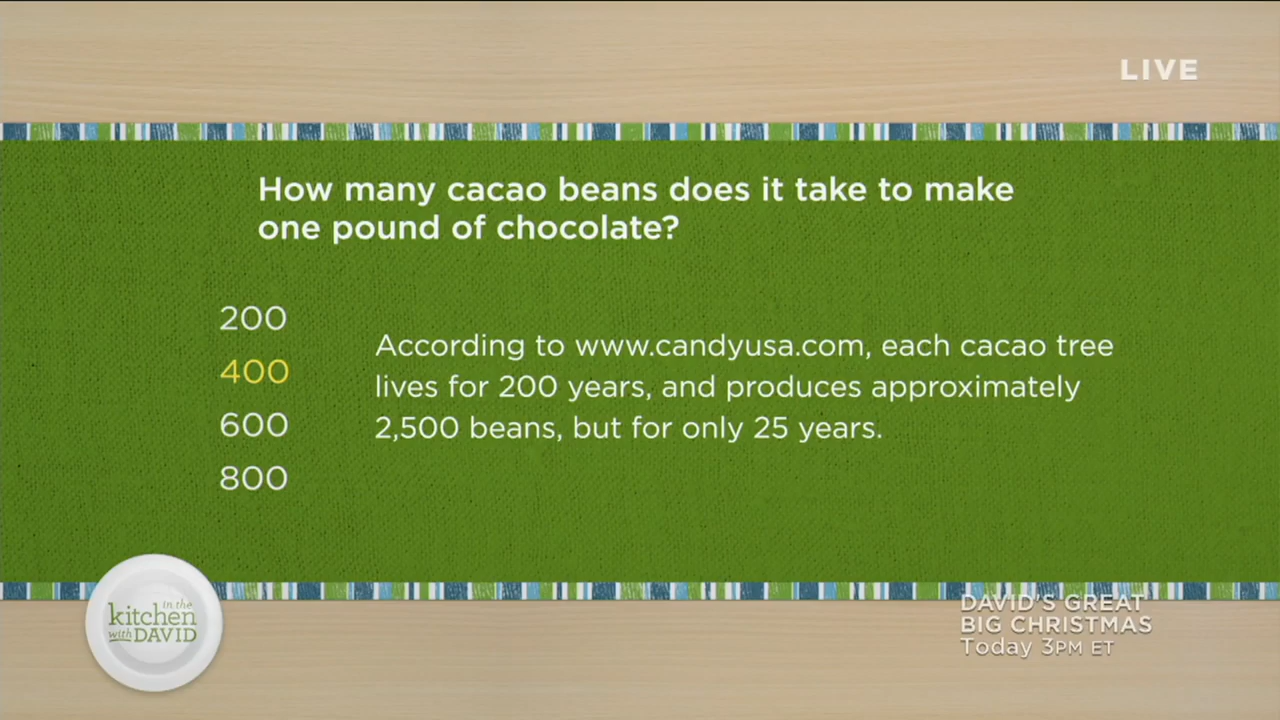 LIVE
How many cacao beans does it take to make
one pound of chocolate?
200
400
600
800
According to www.candyusa.com, each cacao tree
lives for 200 years, and produces approximately
2,500 beans, but for only 25 years.
in the
kitchen
with DAVID
DAVID'S GREAT
BIG CHRISTMAS
Today 3PM ET